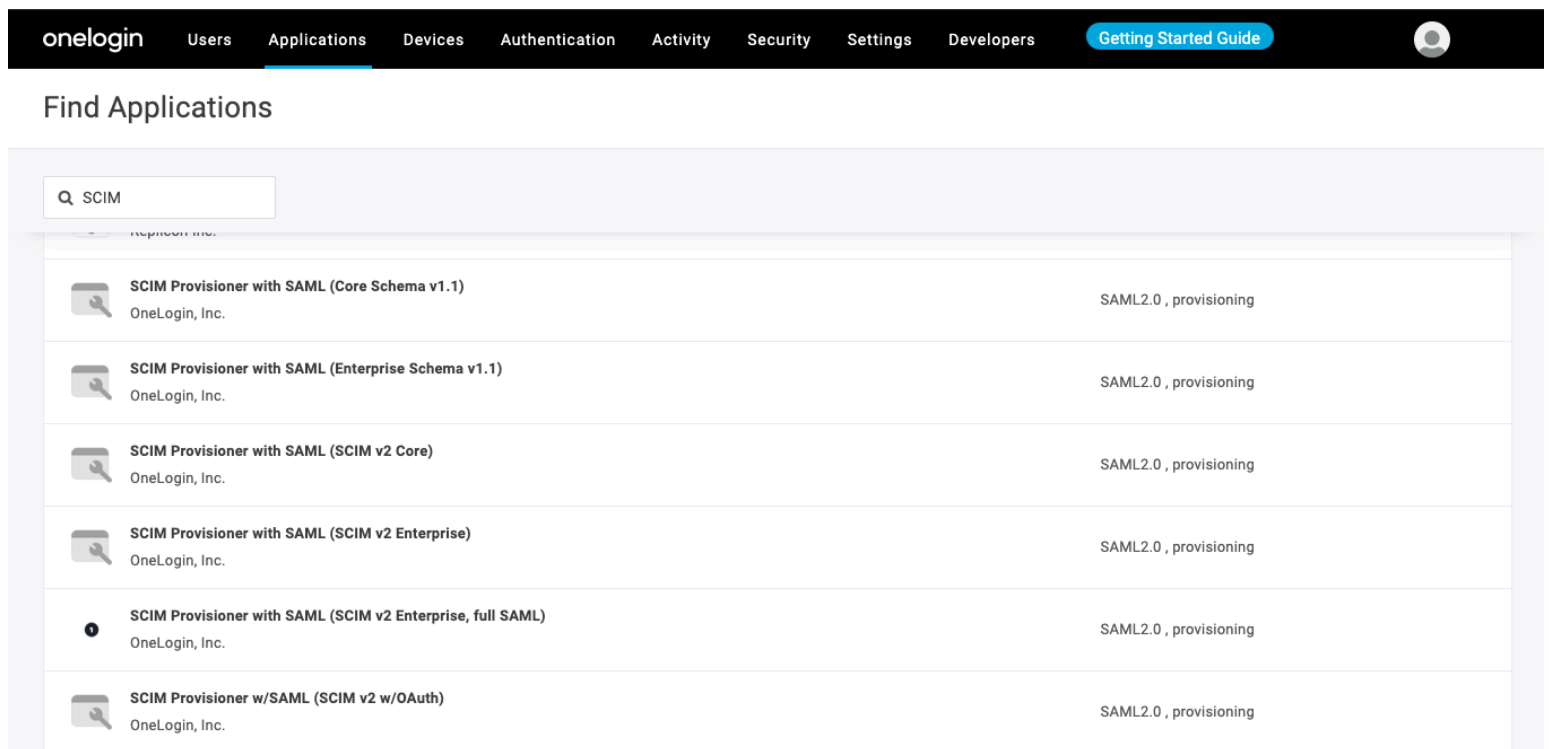 onelogin Users Applications Devices Authentication Activity Security Settings Developers Getting Started Guide
Find Applications
SCIM
Replicon Inc.
SCIM Provisioner with SAML (Core Schema v1.1)
OneLogin, Inc.
SAML2.0 , provisioning
SCIM Provisioner with SAML (Enterprise Schema v1.1)
OneLogin, Inc.
SAML2.0 , provisioning
SCIM Provisioner with SAML (SCIM v2 Core)
OneLogin, Inc.
SAML2.0 , provisioning
SCIM Provisioner with SAML (SCIM v2 Enterprise)
OneLogin, Inc.
SAML2.0 , provisioning
SCIM Provisioner with SAML (SCIM v2 Enterprise, full SAML)
OneLogin, Inc.
SAML2.0 , provisioning
SCIM Provisioner w/SAML (SCIM v2 w/OAuth)
OneLogin, Inc.
SAML2.0 , provisioning